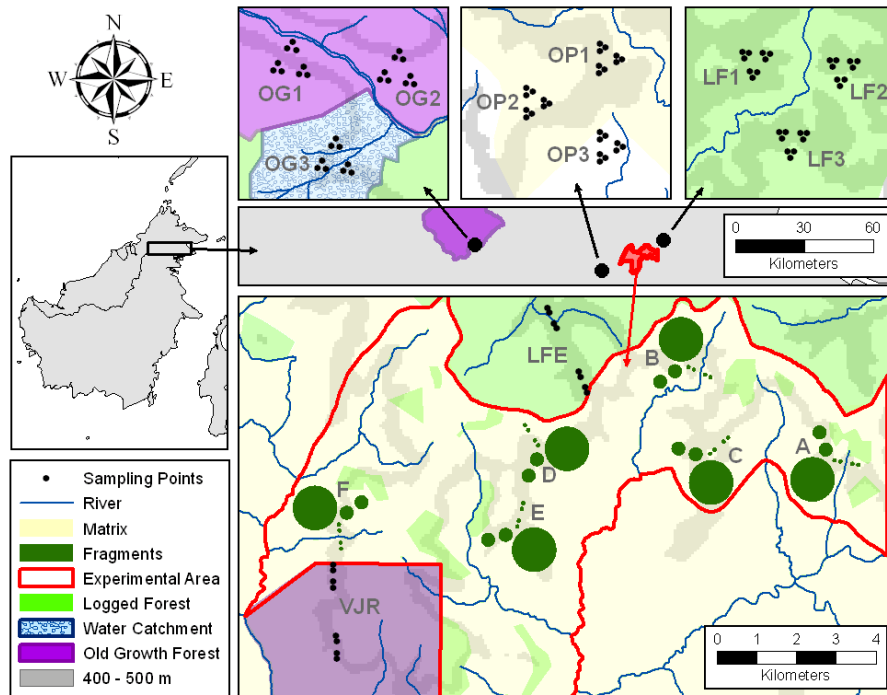 N
W
E
S
OG1
OG2
OG3
OP1
OP2
OP3
LF1
LF2
LF3
0 30 60
Kilometers
LFE
B
A
C
D
F
E
VJR
0 1 2 3 4
Kilometers
Sampling Points
River
Matrix
Fragments
Experimental Area
Logged Forest
Water Catchment
Old Growth Forest
400 - 500 m